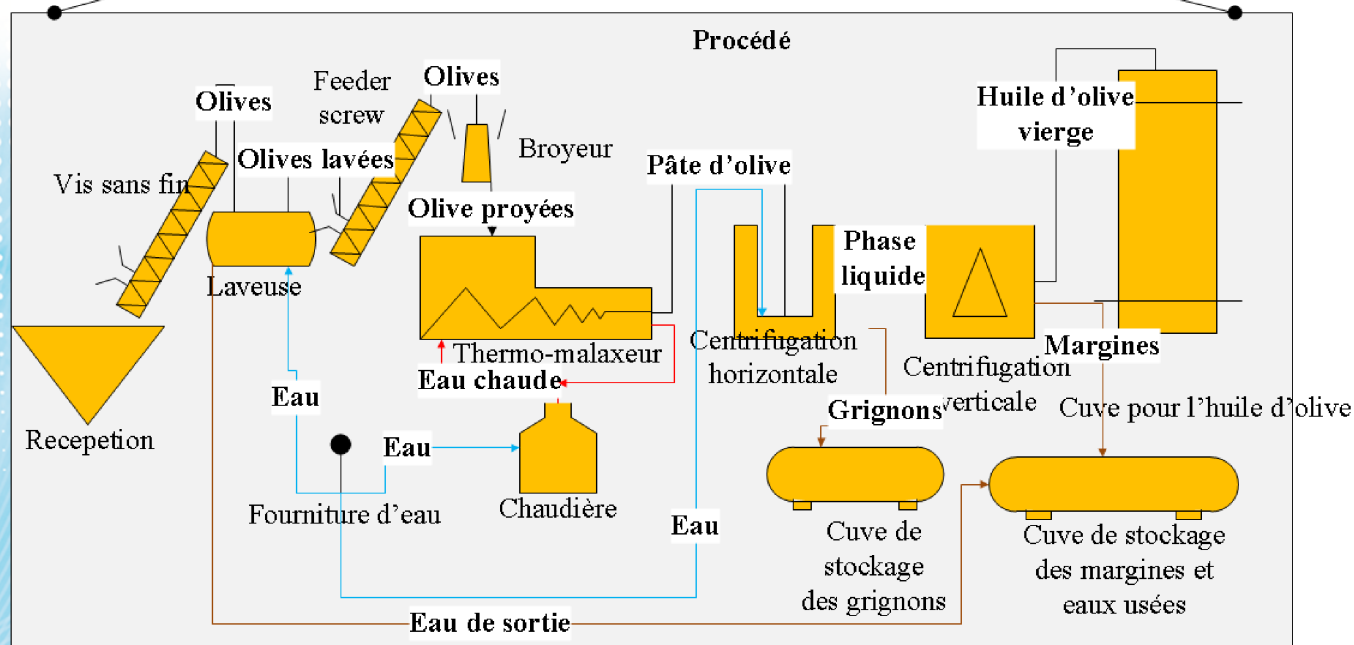 Procédé
Olives
Feeder
screw
Olives
Huile d’olive
vierge
Olives lavées
Broyeur
Pâte d’olive
Vis sans fin
Olive proyées
Phase
liquide
Laveuse
Centrifugation
horizontale
Margines
Thermo-malaxeur
Eau chaude
Centrifugation
verticale
Eau
Grignons
Cuve pour l’huile d’olive
Recepetion
Eau
Fourniture d’eau
Chaudière
Eau
Cuve de
stockage
des grignons
Cuve de stockage
des margines et
eaux usées
Eau de sortie